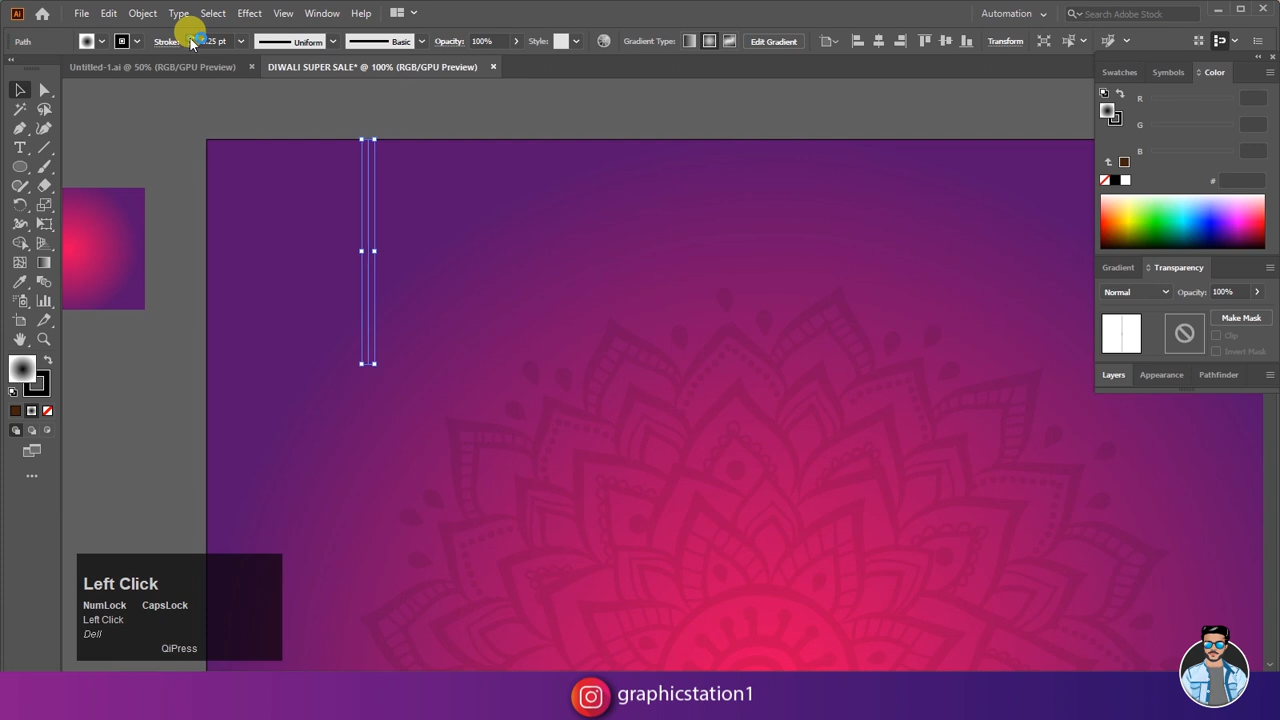 Ai File Edit Object Type Select Effect View Window Help Automation Search Adobe Stock
Path Stroke: Uniform Basic Opacity: 100% Style: Gradient Type: Edit Gradient Transform
Untitled-1.ai @ 50% (RGB/GPU Preview) DIWALI SUPER SALE* @ 100% (RGB/GPU Preview)
Swatches Symbols Color
R
G
B
#
Gradient Transparency
Normal Opacity: 100%
Make Mask
Clip
Invert Mask
Layers Appearance Pathfinder
Left Click
NumLock CapsLock
Left Click
Dell
QiPress
graphicstation1